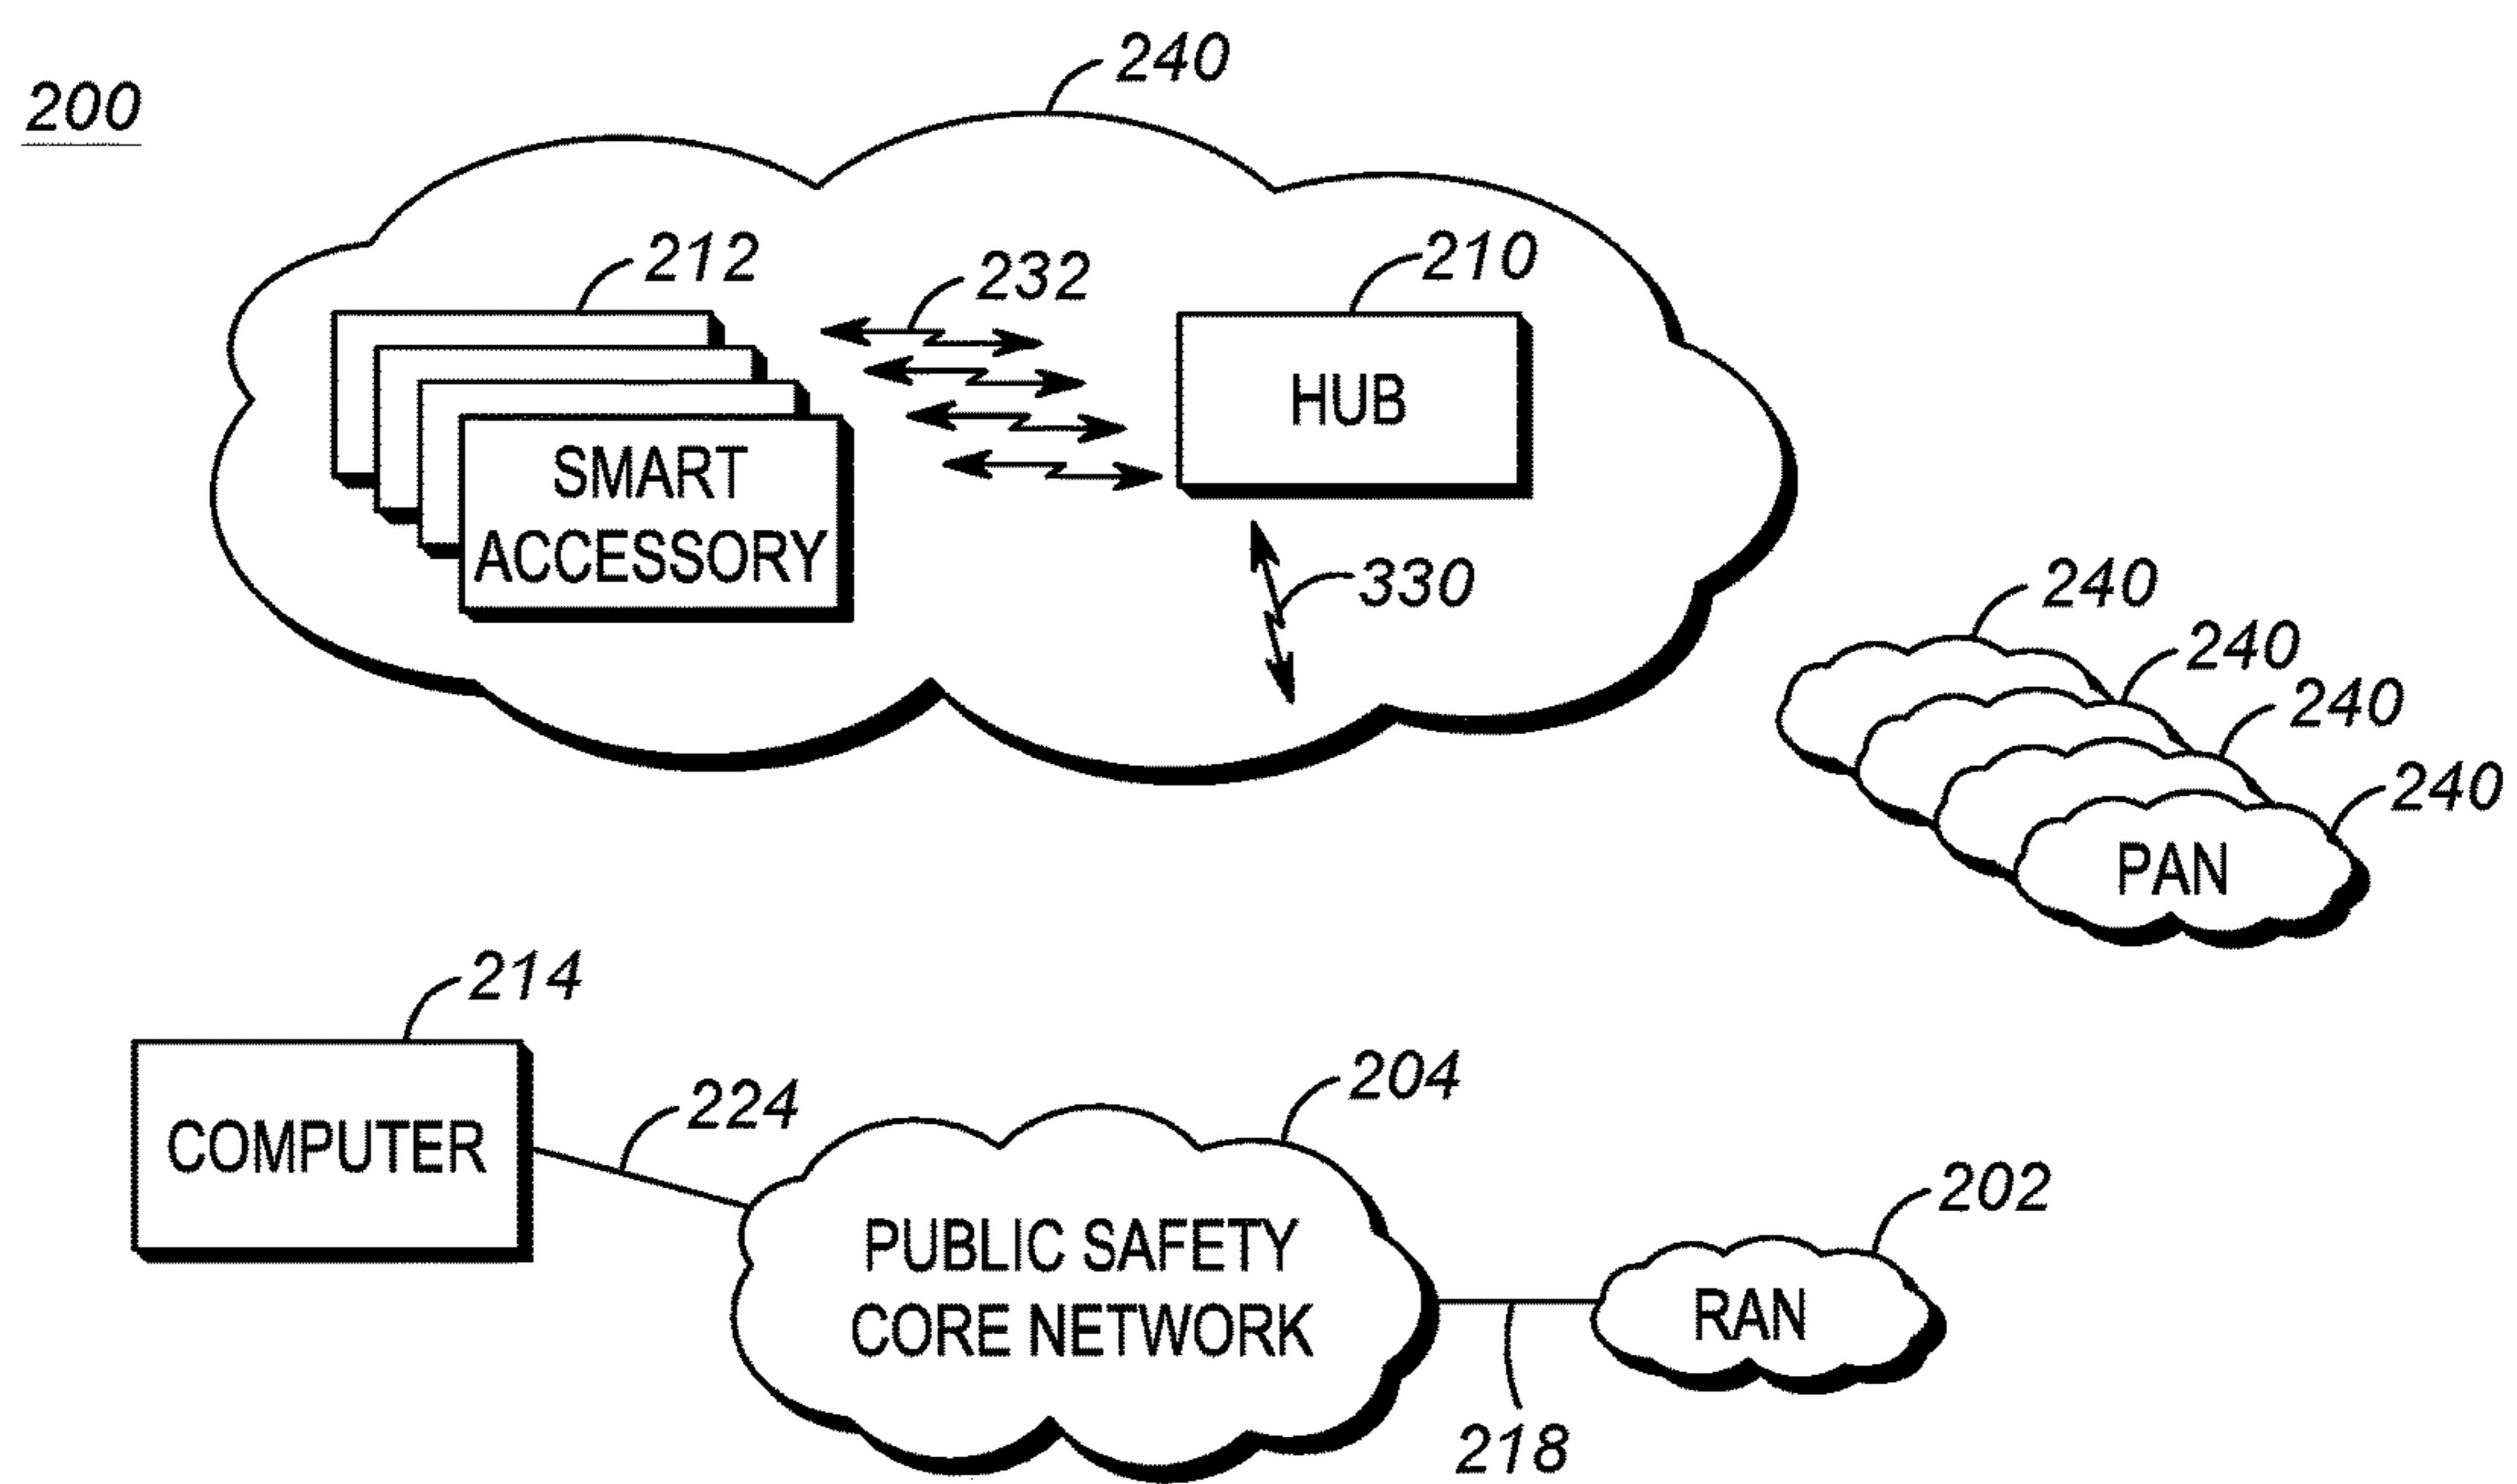 200
240
212
232
210
HUB
SMART
ACCESSORY
330
240
240
240
240
PAN
214
COMPUTER
224
204
PUBLIC SAFETY
CORE NETWORK
202
RAN
218